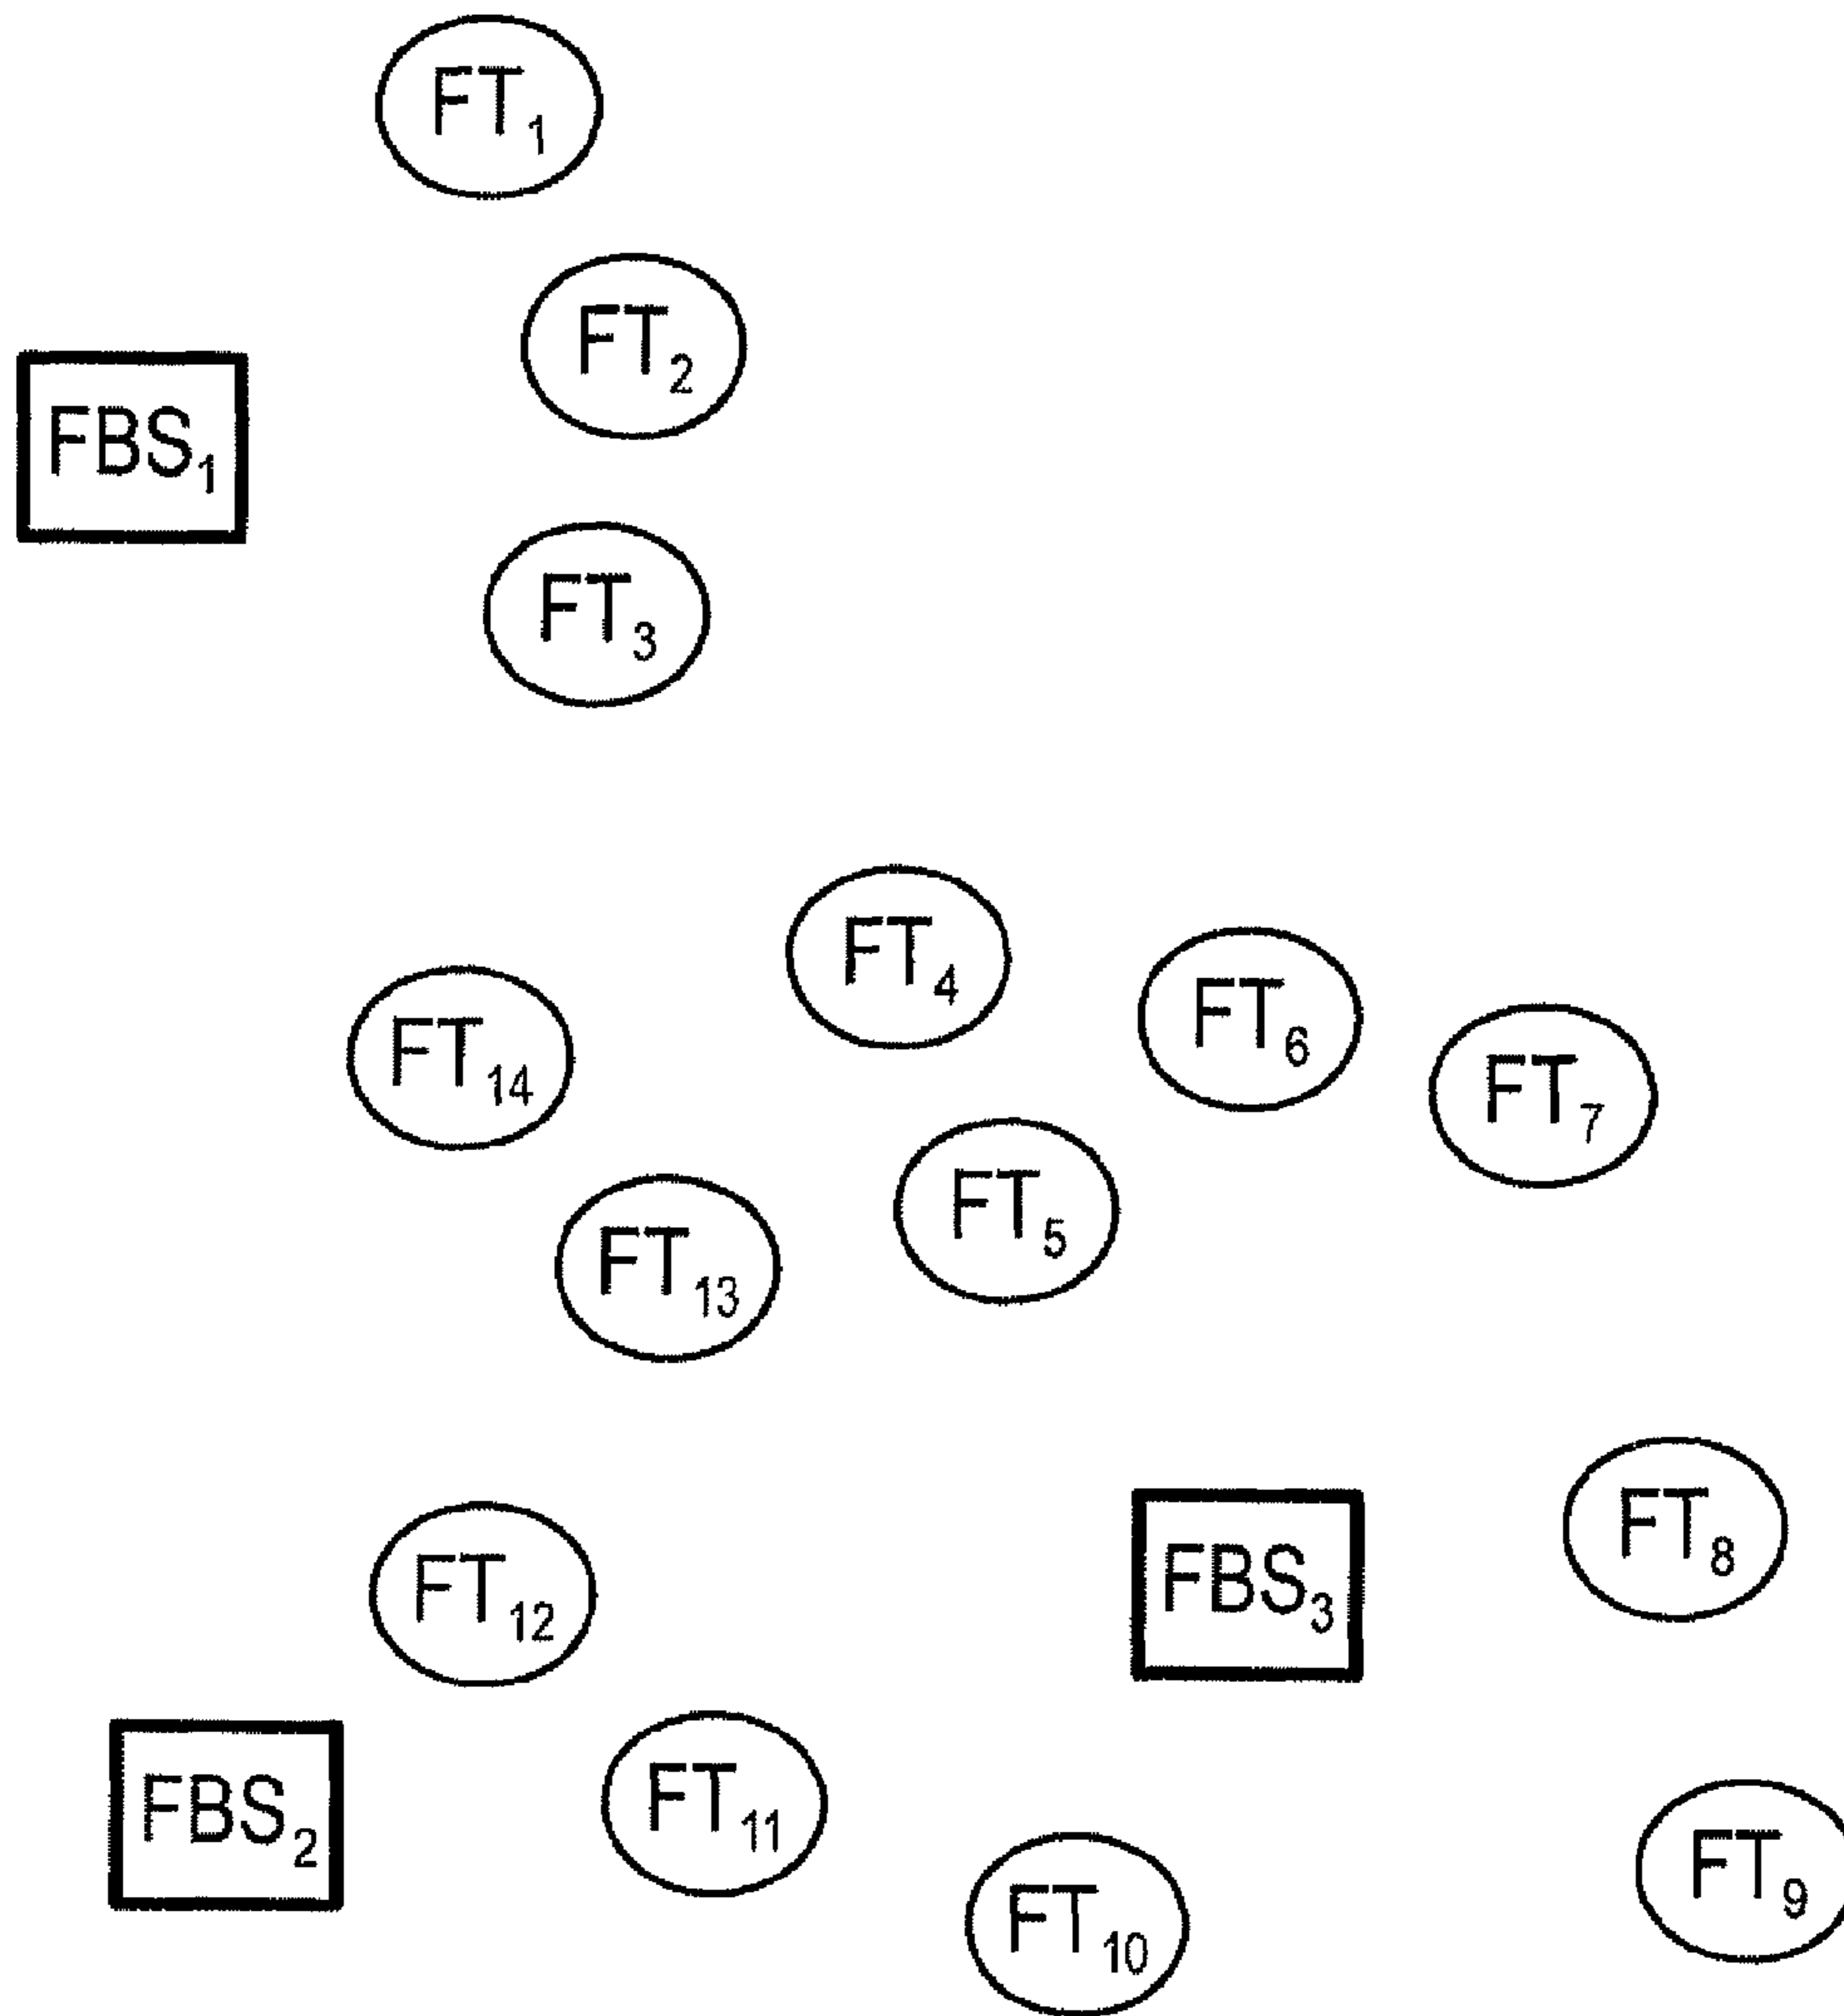 FT₁
FT₂
FBS₁
FT₃
FT₄
FT₆
FT₁₄
FT₇
FT₅
FT₁₃
FT₈
FBS₃
FT₁₂
FBS₂
FT₁₁
FT₉
FT₁₀